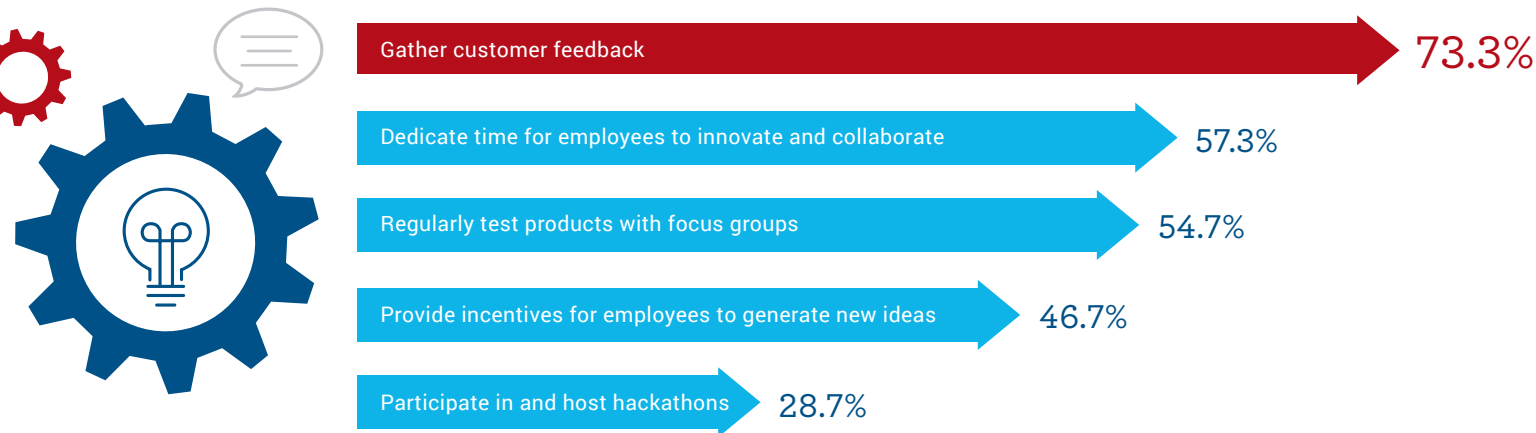 Gather customer feedback 73.3%
Dedicate time for employees to innovate and collaborate 57.3%
Regularly test products with focus groups 54.7%
Provide incentives for employees to generate new ideas 46.7%
Participate in and host hackathons 28.7%